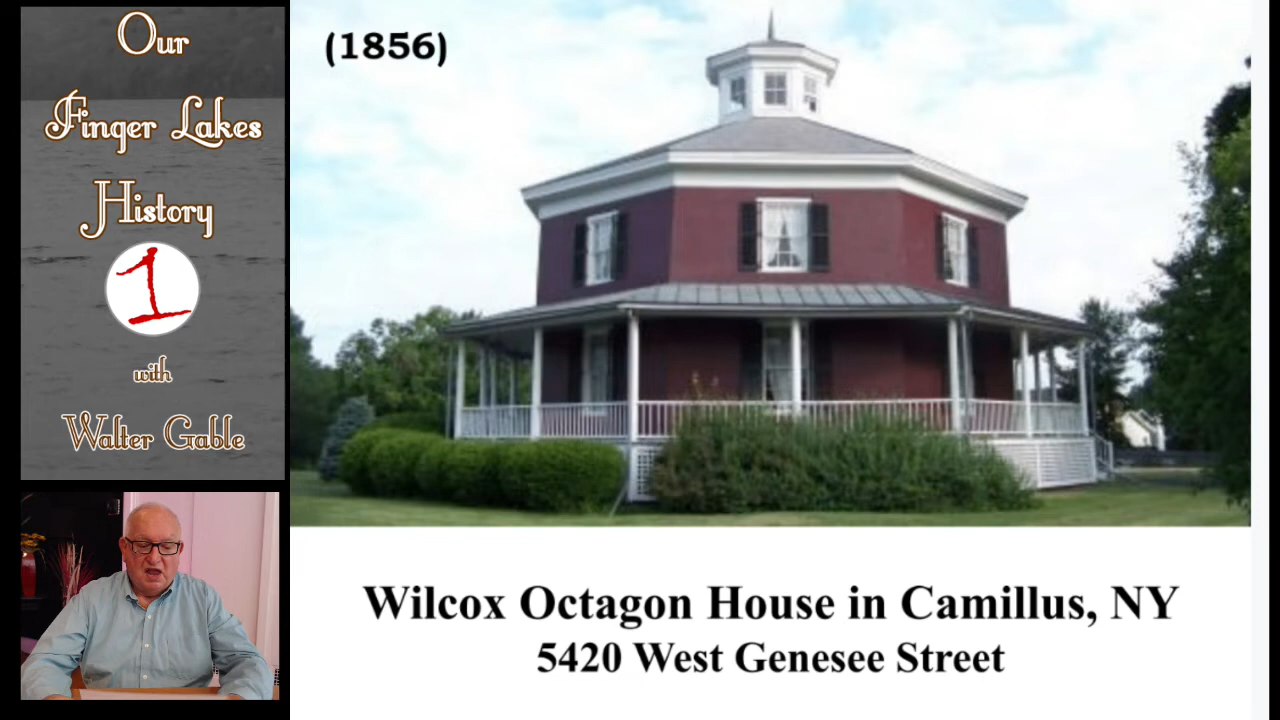 Our
Finger Lakes
History
1
with
Walter Gable
(1856)
Wilcox Octagon House in Camillus, NY
5420 West Genesee Street